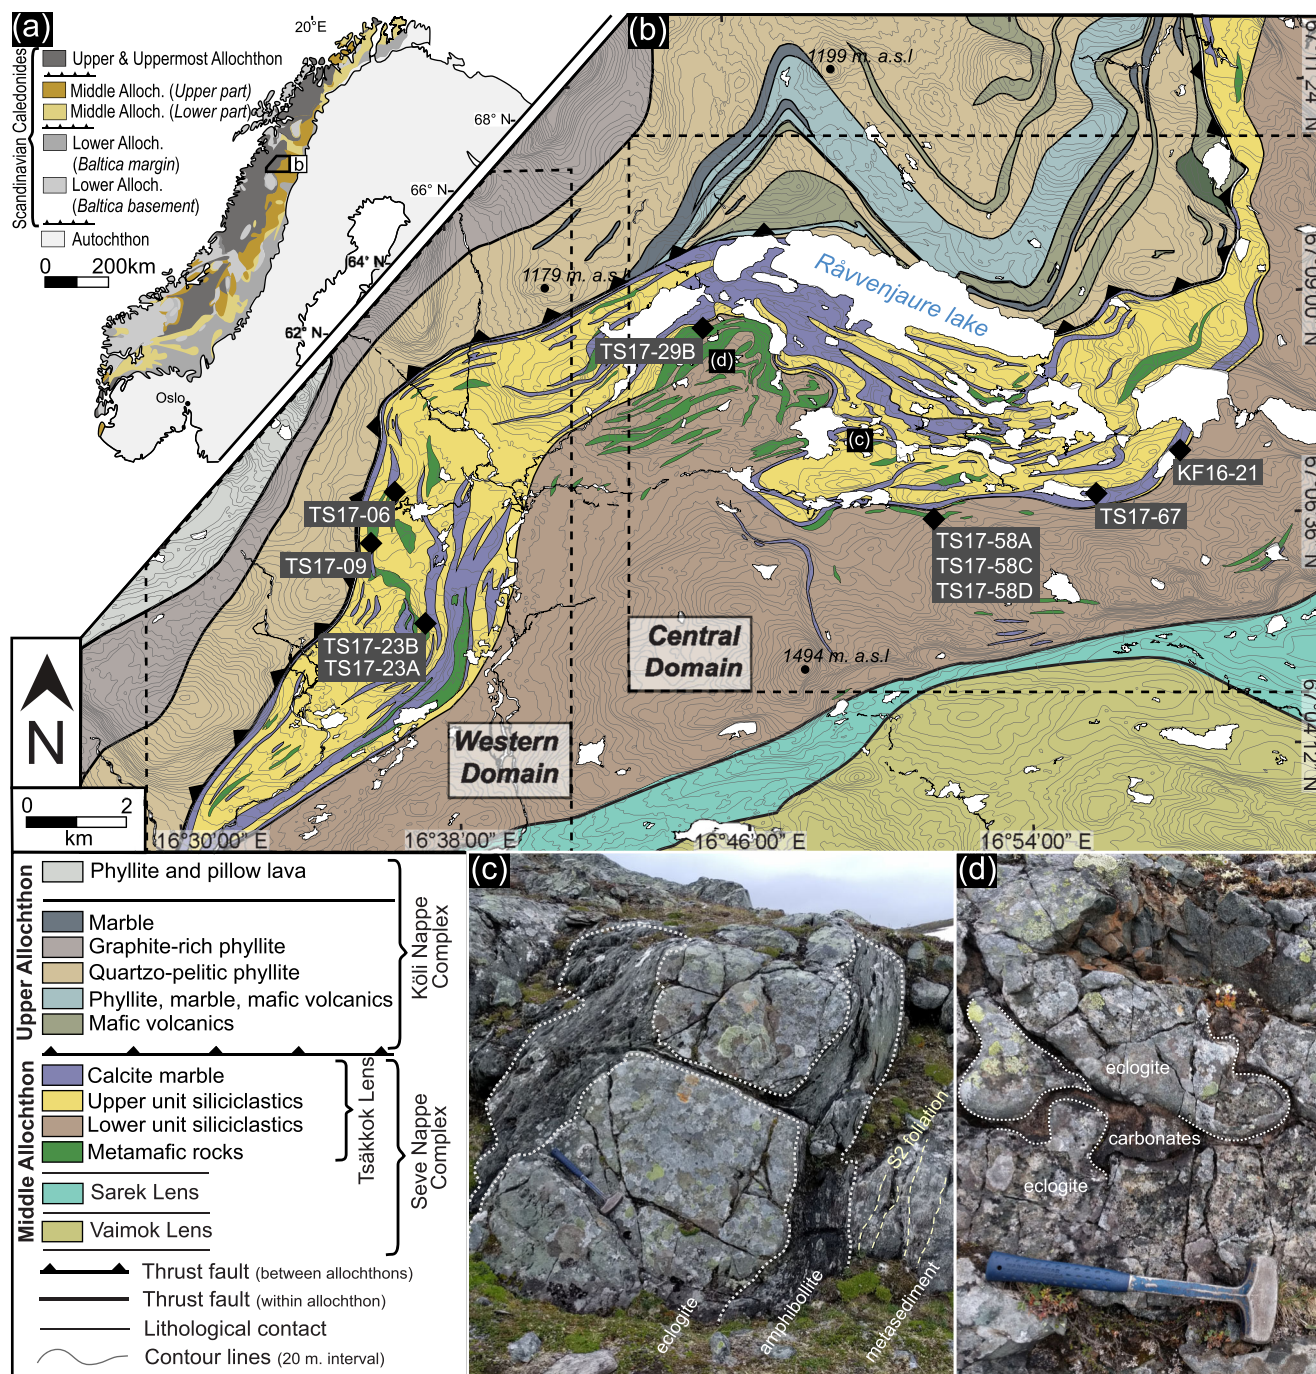 (a)
20°E
Scandinavian Caledonides
Upper & Uppermost Allochthon
Middle Alloch. (Upper part)
Middle Alloch. (Lower part)
Lower Alloch.
(Baltica margin)
Lower Alloch.
(Baltica basement)
Autochthon
0 200km
68° N
66° N
64° N
62° N
b
Oslo
(b)
1199 m. a.s.l
1179 m. a.s.l
Råvvenjaure lake
TS17-29B
(d)
(c)
KF16-21
TS17-67
TS17-06
TS17-09
TS17-58A
TS17-58C
TS17-58D
TS17-23B
TS17-23A
Central
Domain
1494 m. a.s.l
Western
Domain
N
0 2
km
16°30'00" E
16°38'00" E
16°46'00" E
16°54'00" E
Upper Allochthon
Phyllite and pillow lava
Marble
Graphite-rich phyllite
Quartzo-pelitic phyllite
Phyllite, marble, mafic volcanics
Mafic volcanics
Köli Nappe
Complex
Middle Allochthon
Calcite marble
Upper unit siliciclastics
Lower unit siliciclastics
Metamafic rocks
Tsäkkok Lens
Sarek Lens
Vaimok Lens
Seve Nappe
Complex
Thrust fault (between allochthons)
Thrust fault (within allochthon)
Lithological contact
Contour lines (20 m. interval)
(c)
S2 foliation
eclogite
amphibollite
metasediment
(d)
eclogite
carbonates
eclogite